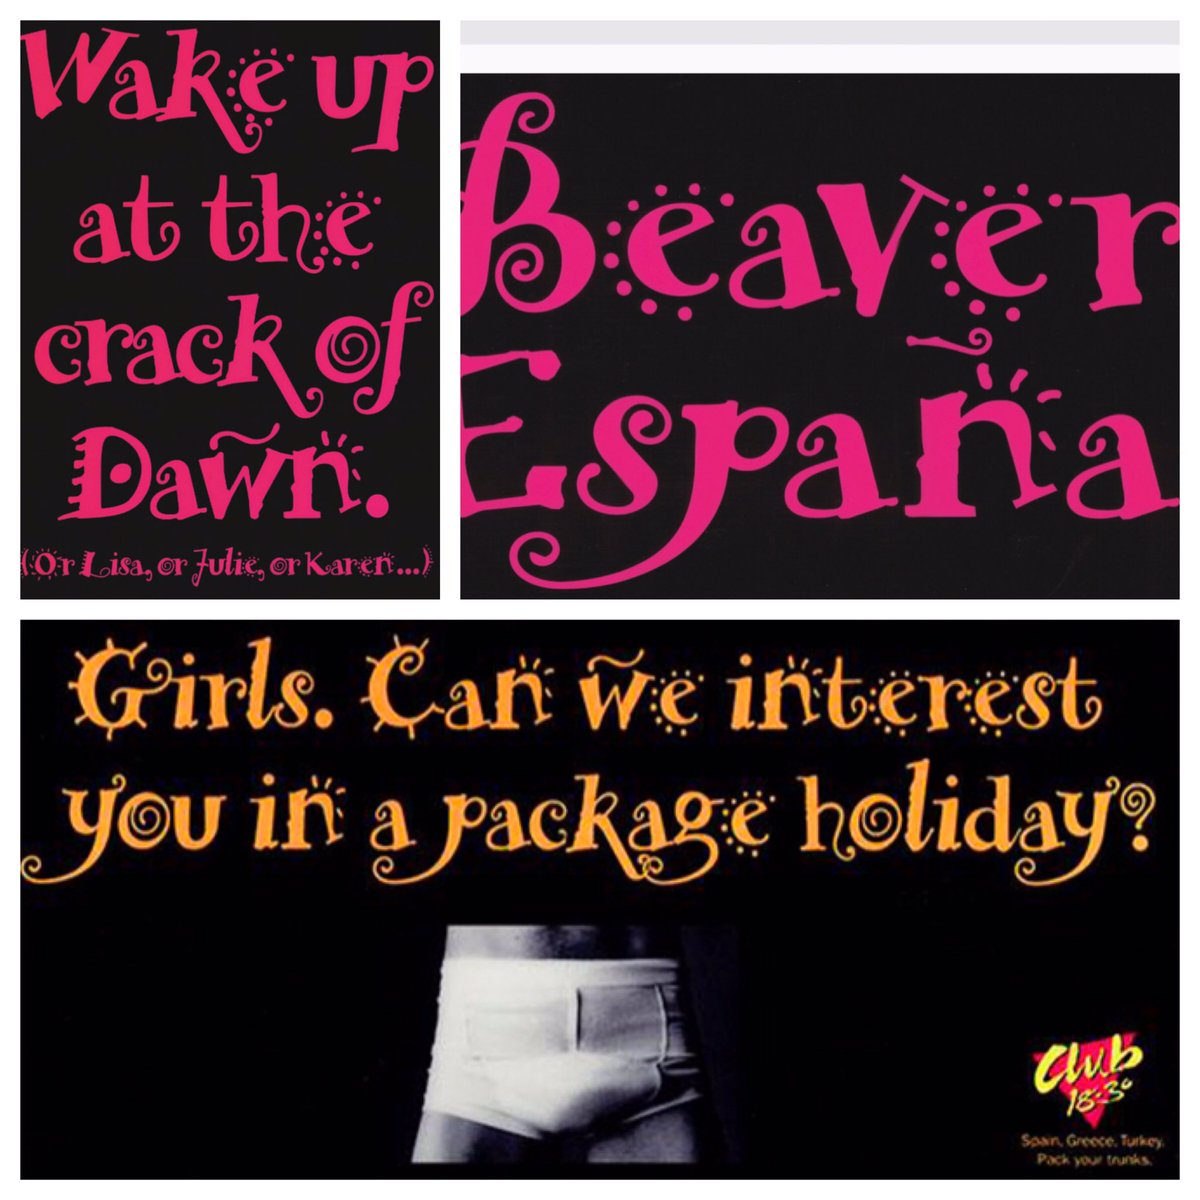 Wake up
at the
crack of
Dawn.
(Or Lisa, or Julie, or Karen...)
Beaver
España
Girls. Can we interest
you in a package holiday?
Club
18-30
Spain, Greece, Turkey.
Pack your trunks.